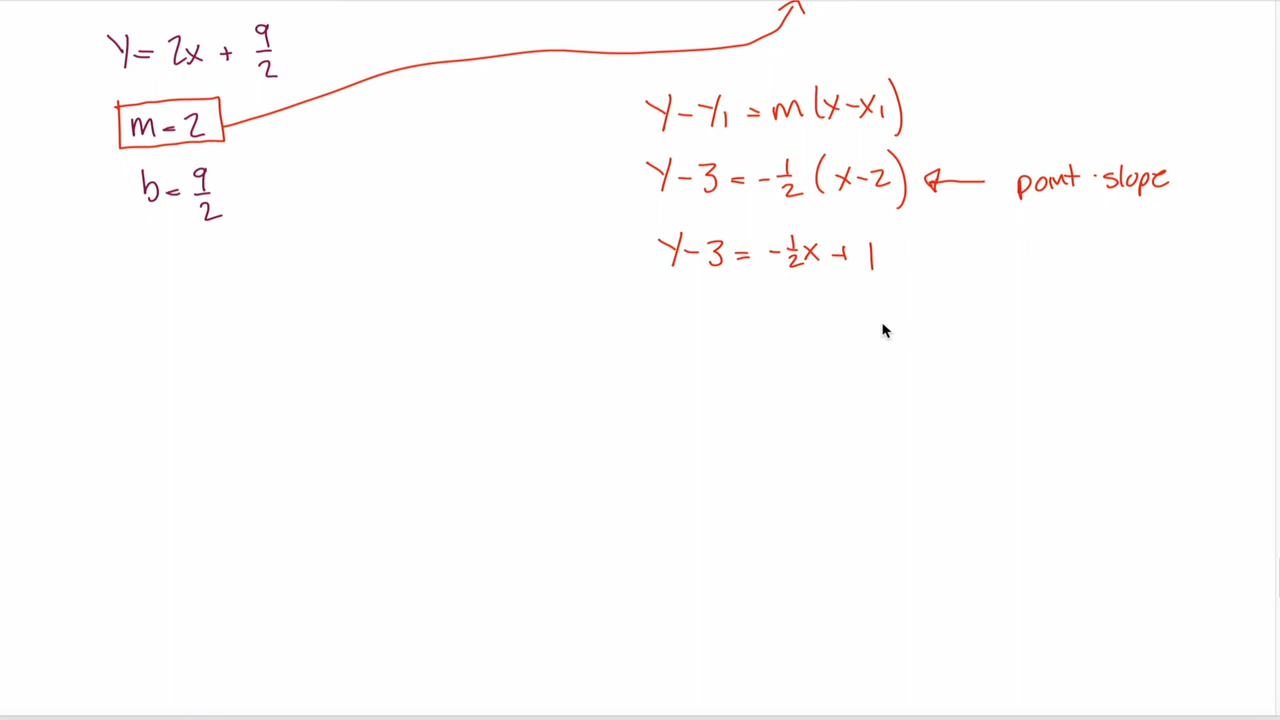 Y = 2x + 9/2
m = 2
b = 9/2
Y - Y₁ = m(x - x₁)
Y - 3 = -1/2 (x - 2) ← point-slope
Y - 3 = -1/2x + 1